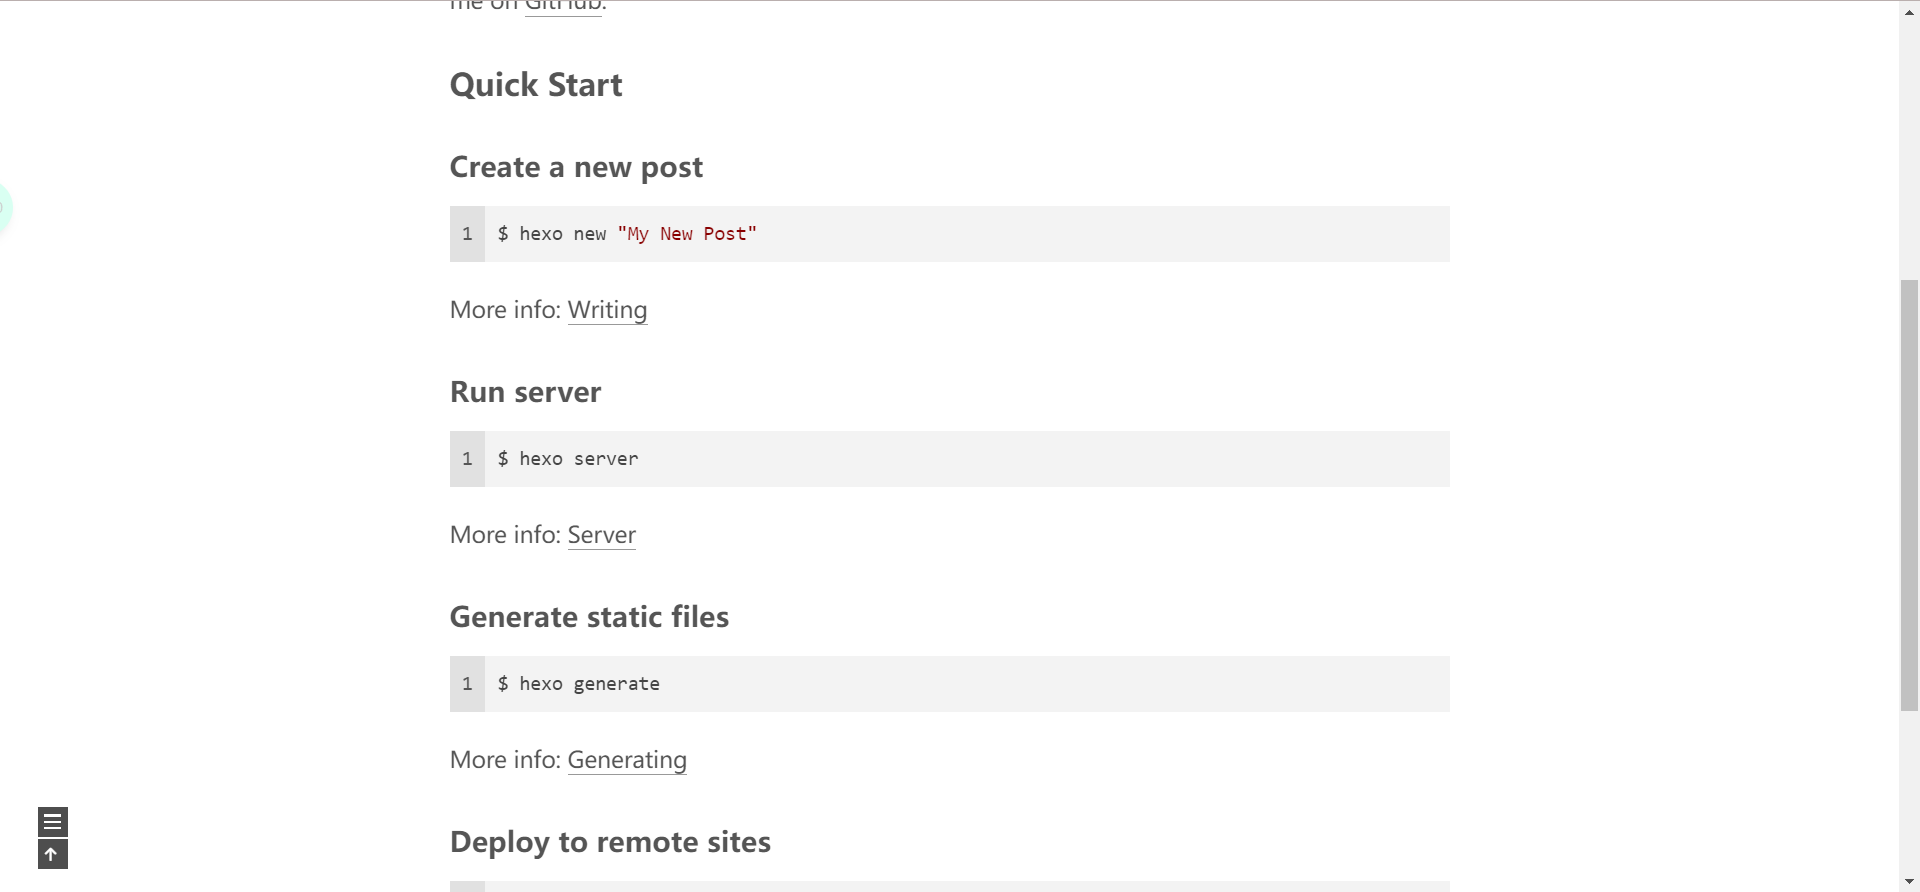 me on GitHub.
Quick Start
Create a new post
1 $ hexo new "My New Post"
More info: Writing
Run server
1 $ hexo server
More info: Server
Generate static files
1 $ hexo generate
More info: Generating
Deploy to remote sites